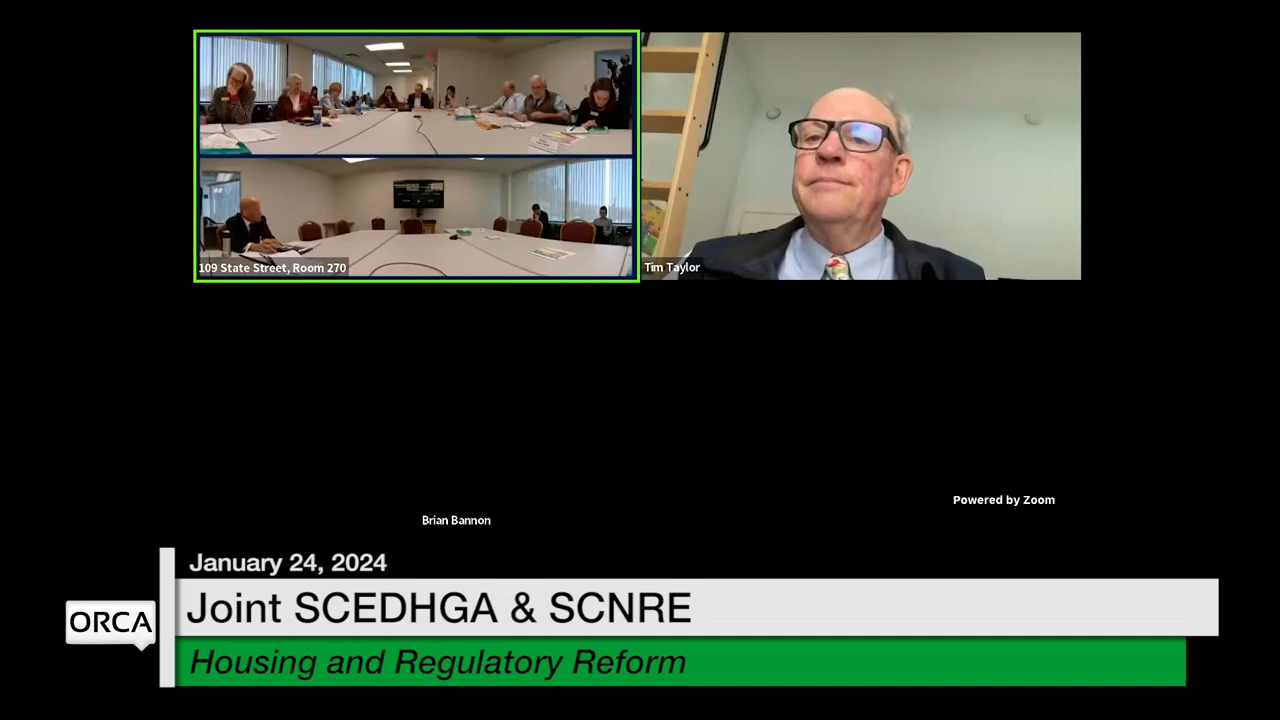 109 State Street, Room 270
Tim Taylor
Powered by Zoom
Brian Bannon
January 24, 2024
Joint SCEDHGA & SCNRE
ORCA
Housing and Regulatory Reform